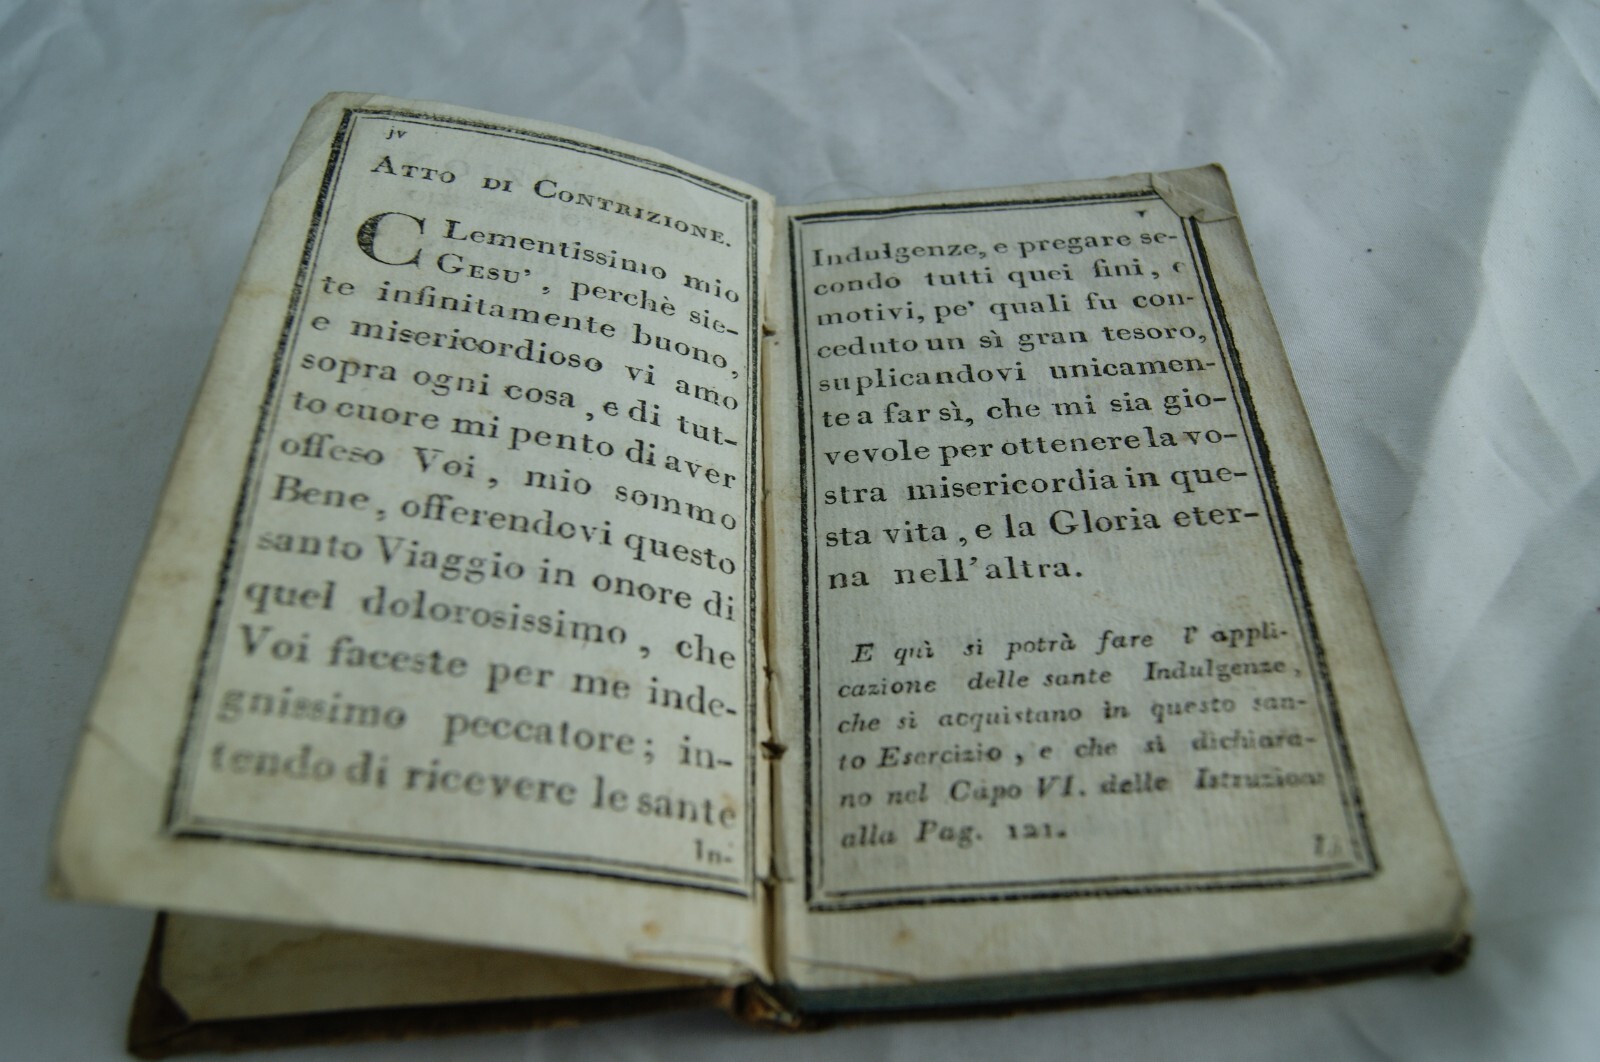 jv
ATTO DI CONTRIZIONE.
CLementissimo mio
GESU', perchè sie-
te infinitamente buono,
e misericordioso vi amo
sopra ogni cosa, e di tut-
to cuore mi pento di aver
offeso Voi, mio sommo
Bene, offerendovi questo
santo Viaggio in onore di
quel dolorosissimo, che
Voi faceste per me inde-
gnissimo peccatore; in-
tendo di ricevere le sante
In-
v
Indulgenze, e pregare se-
condo tutti quei fini, e
motivi, pe' quali fu con-
ceduto un sì gran tesoro,
suplicandovi unicamen-
te a far sì, che mi sia gio-
vevole per ottenere la vo-
stra misericordia in que-
sta vita, e la Gloria eter-
na nell'altra.
E quì si potrà fare l'appli-
cazione delle sante Indulgenze,
che si acquistano in questo san-
to Esercizio, e che si dichiara-
no nel Capo VI. delle Istruzioni
alla Pag. 121.